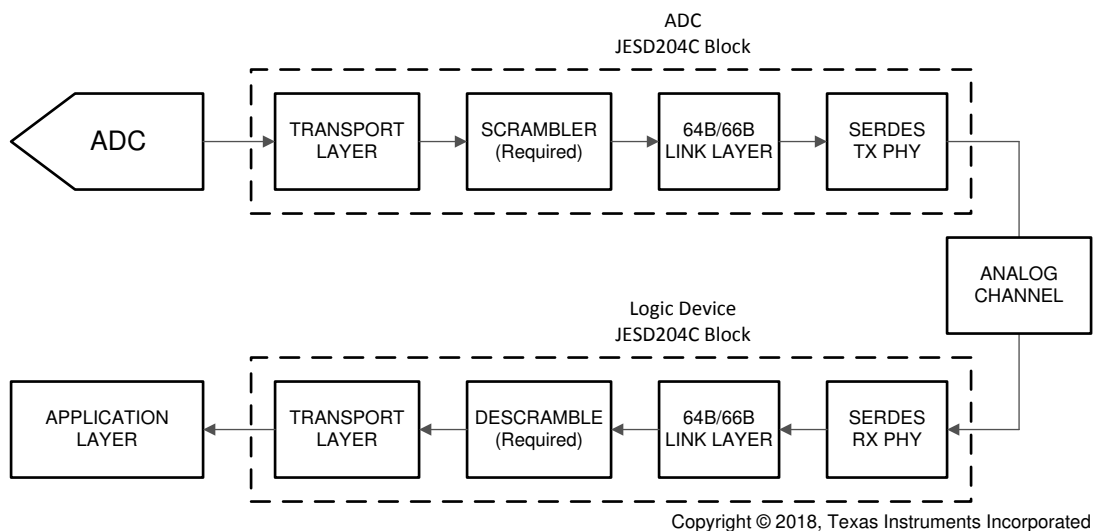 ADC
JESD204C Block
ADC
TRANSPORT
LAYER
SCRAMBLER
(Required)
64B/66B
LINK LAYER
SERDES
TX PHY
ANALOG
CHANNEL
Logic Device
JESD204C Block
APPLICATION
LAYER
TRANSPORT
LAYER
DESCRAMBLE
(Required)
64B/66B
LINK LAYER
SERDES
RX PHY
Copyright © 2018, Texas Instruments Incorporated